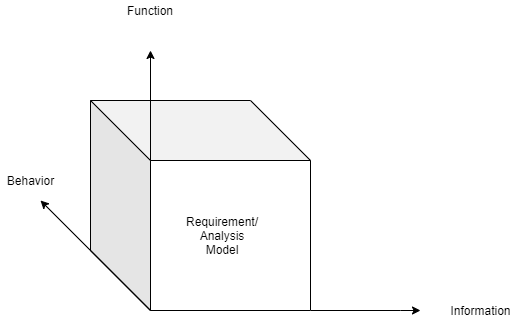 Function
Behavior
Requirement/
Analysis
Model
Information